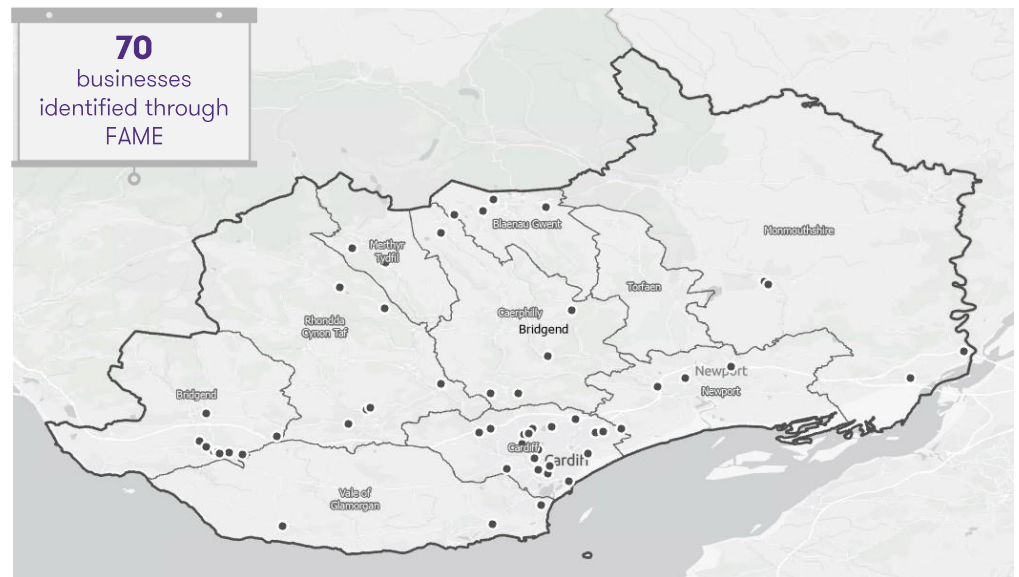 70
businesses
identified through
FAME
Blaenau Gwent
Monmouthshire
Merthyr
Tydfil
Torfaen
Caerphilly
Rhondda
Cynon Taf
Bridgend
Newport
Newport
Bridgend
Cardiff
Cardiff
Vale of
Glamorgan